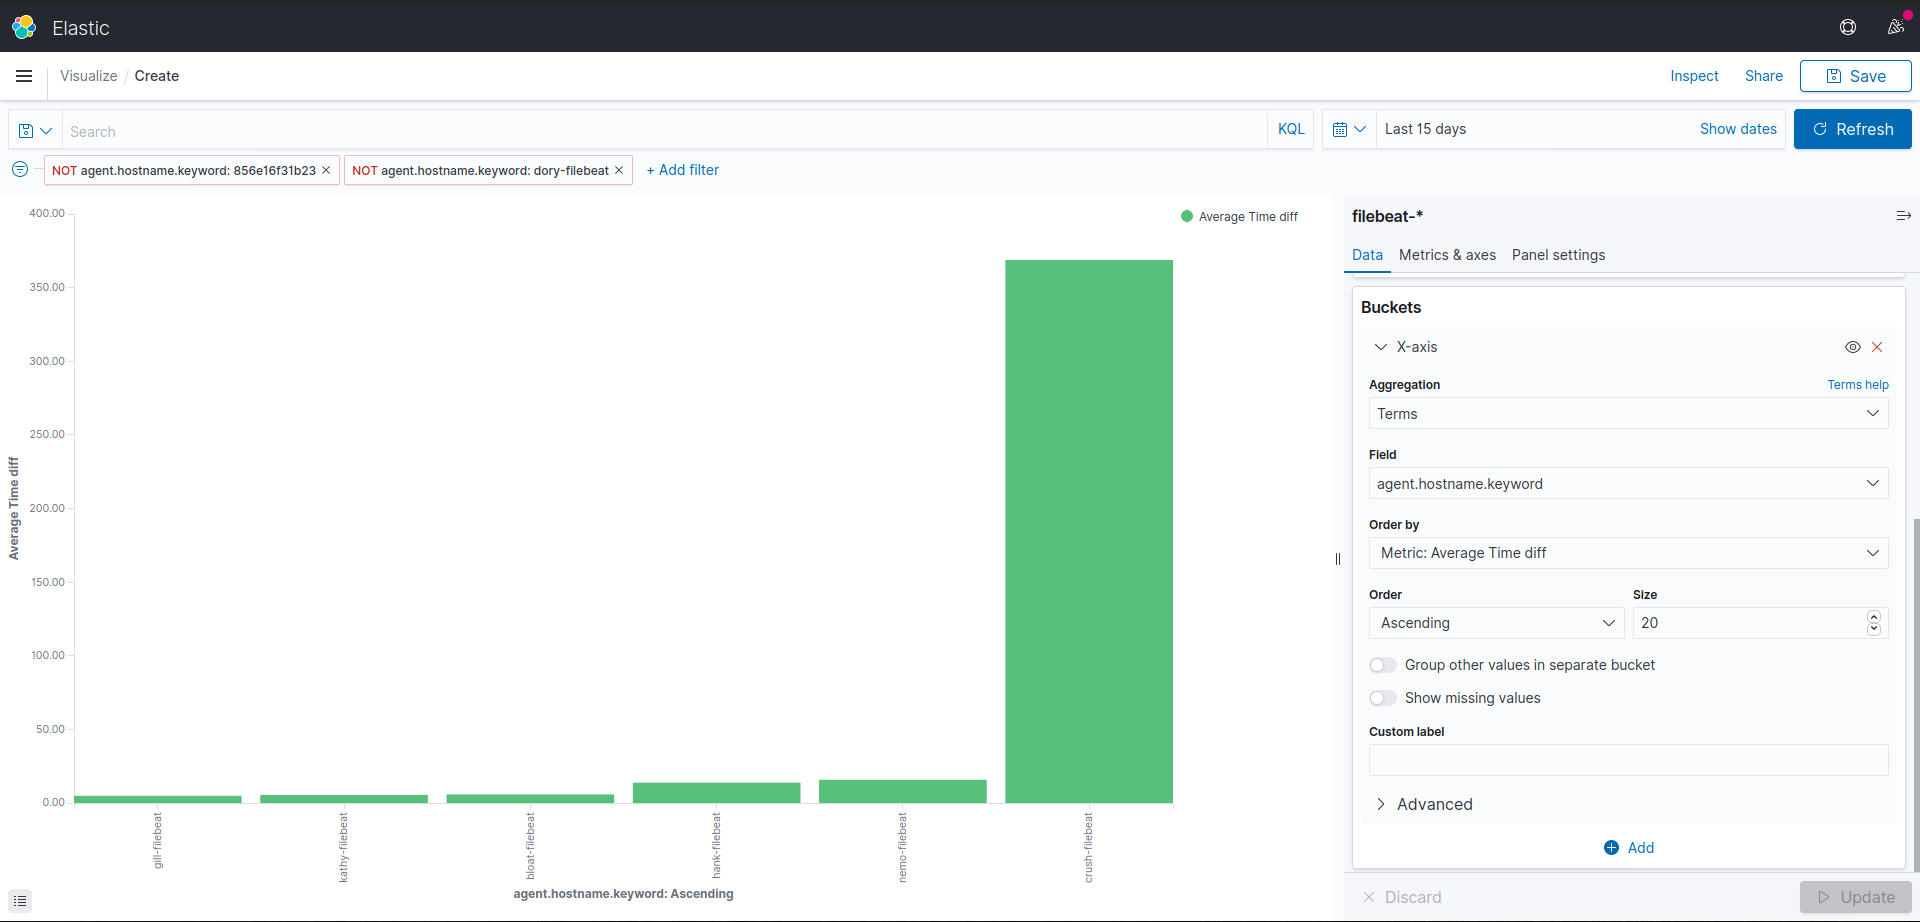 Elastic
Visualize / Create
Inspect Share Save
Search KQL Last 15 days Show dates Refresh
NOT agent.hostname.keyword: 856e16f31b23 × NOT agent.hostname.keyword: dory-filebeat × + Add filter
400.00
350.00
300.00
250.00
200.00
150.00
100.00
50.00
0.00
Average Time diff
Average Time diff
gill-filebeat
kathy-filebeat
bloat-filebeat
hank-filebeat
nemo-filebeat
crush-filebeat
agent.hostname.keyword: Ascending
filebeat-*
Data Metrics & axes Panel settings
Buckets
X-axis
Aggregation Terms help
Terms
Field
agent.hostname.keyword
Order by
Metric: Average Time diff
Order Size
Ascending 20
Group other values in separate bucket
Show missing values
Custom label
Advanced
Add
Discard Update